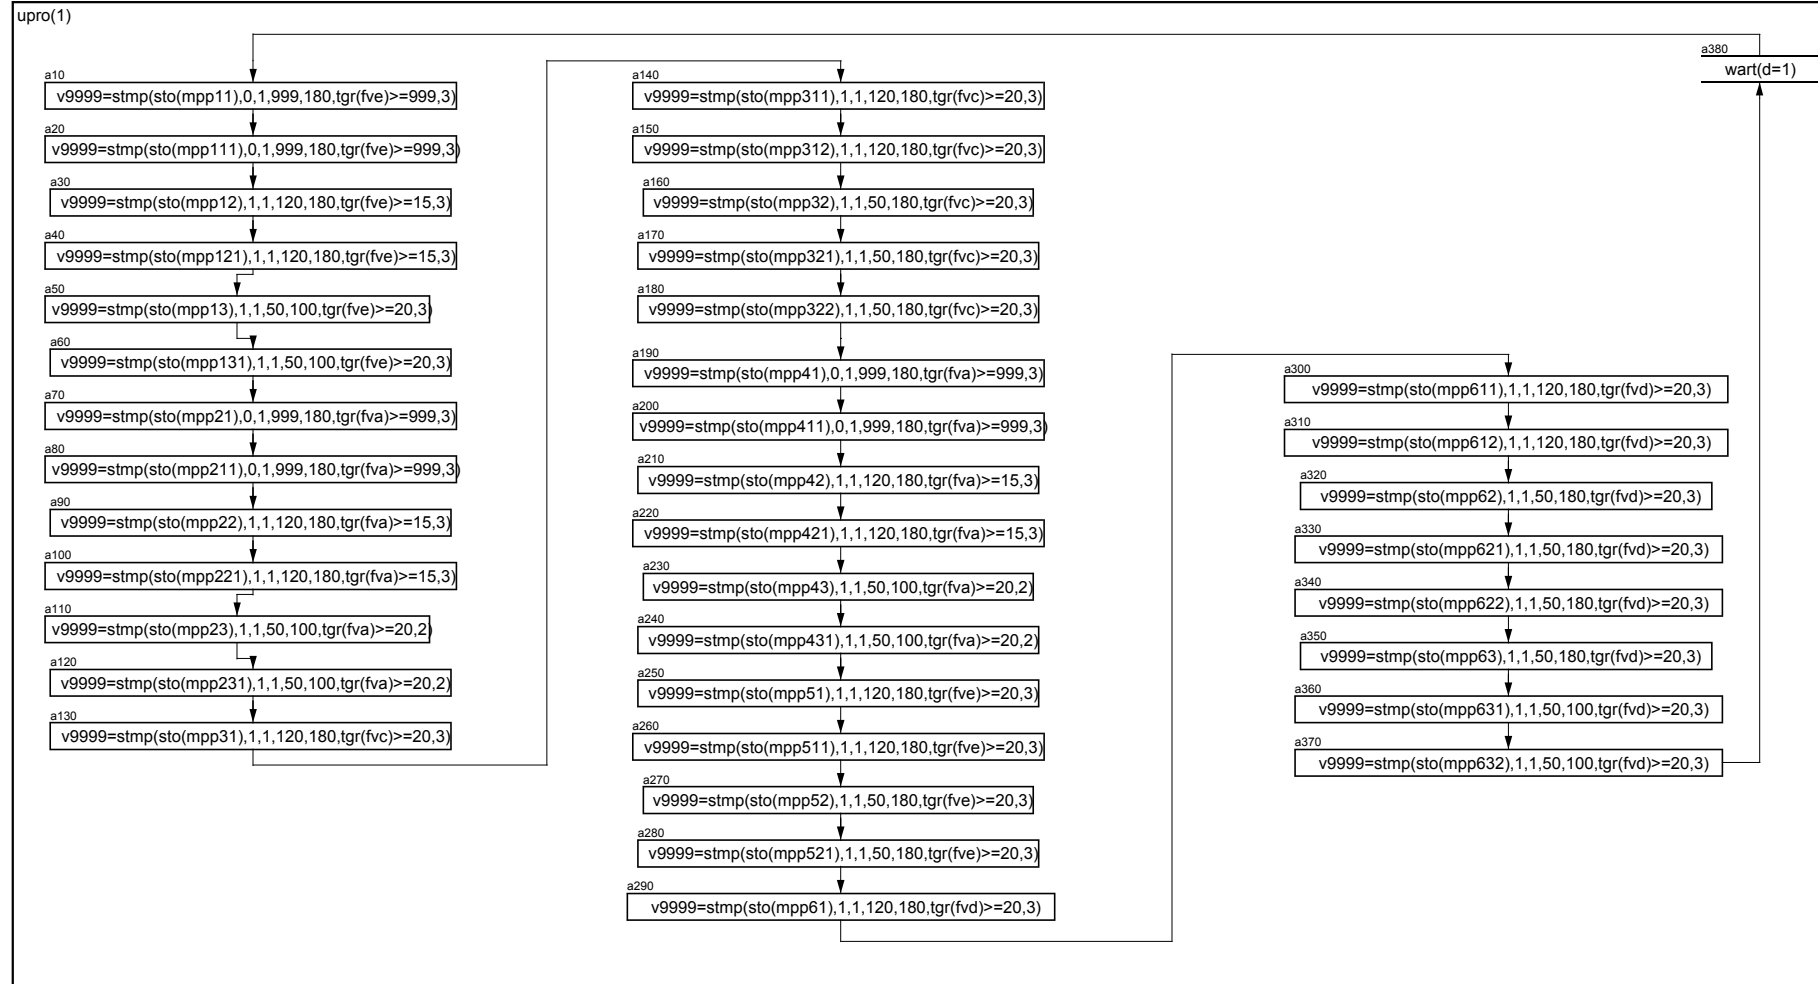 upro(1)
a10
v9999=stmp(sto(mpp11),0,1,999,180,tgr(fve)>=999,3)
a20
v9999=stmp(sto(mpp111),0,1,999,180,tgr(fve)>=999,3)
a30
v9999=stmp(sto(mpp12),1,1,120,180,tgr(fve)>=15,3)
a40
v9999=stmp(sto(mpp121),1,1,120,180,tgr(fve)>=15,3)
a50
v9999=stmp(sto(mpp13),1,1,50,100,tgr(fve)>=20,3)
a60
v9999=stmp(sto(mpp131),1,1,50,100,tgr(fve)>=20,3)
a70
v9999=stmp(sto(mpp21),0,1,999,180,tgr(fva)>=999,3)
a80
v9999=stmp(sto(mpp211),0,1,999,180,tgr(fva)>=999,3)
a90
v9999=stmp(sto(mpp22),1,1,120,180,tgr(fva)>=15,3)
a100
v9999=stmp(sto(mpp221),1,1,120,180,tgr(fva)>=15,3)
a110
v9999=stmp(sto(mpp23),1,1,50,100,tgr(fva)>=20,2)
a120
v9999=stmp(sto(mpp231),1,1,50,100,tgr(fva)>=20,2)
a130
v9999=stmp(sto(mpp31),1,1,120,180,tgr(fvc)>=20,3)
a140
v9999=stmp(sto(mpp311),1,1,120,180,tgr(fvc)>=20,3)
a150
v9999=stmp(sto(mpp312),1,1,120,180,tgr(fvc)>=20,3)
a160
v9999=stmp(sto(mpp32),1,1,50,180,tgr(fvc)>=20,3)
a170
v9999=stmp(sto(mpp321),1,1,50,180,tgr(fvc)>=20,3)
a180
v9999=stmp(sto(mpp322),1,1,50,180,tgr(fvc)>=20,3)
a190
v9999=stmp(sto(mpp41),0,1,999,180,tgr(fva)>=999,3)
a200
v9999=stmp(sto(mpp411),0,1,999,180,tgr(fva)>=999,3)
a210
v9999=stmp(sto(mpp42),1,1,120,180,tgr(fva)>=15,3)
a220
v9999=stmp(sto(mpp421),1,1,120,180,tgr(fva)>=15,3)
a230
v9999=stmp(sto(mpp43),1,1,50,100,tgr(fva)>=20,2)
a240
v9999=stmp(sto(mpp431),1,1,50,100,tgr(fva)>=20,2)
a250
v9999=stmp(sto(mpp51),1,1,120,180,tgr(fve)>=20,3)
a260
v9999=stmp(sto(mpp511),1,1,120,180,tgr(fve)>=20,3)
a270
v9999=stmp(sto(mpp52),1,1,50,180,tgr(fve)>=20,3)
a280
v9999=stmp(sto(mpp521),1,1,50,180,tgr(fve)>=20,3)
a290
v9999=stmp(sto(mpp61),1,1,120,180,tgr(fvd)>=20,3)
a300
v9999=stmp(sto(mpp611),1,1,120,180,tgr(fvd)>=20,3)
a310
v9999=stmp(sto(mpp612),1,1,120,180,tgr(fvd)>=20,3)
a320
v9999=stmp(sto(mpp62),1,1,50,180,tgr(fvd)>=20,3)
a330
v9999=stmp(sto(mpp621),1,1,50,180,tgr(fvd)>=20,3)
a340
v9999=stmp(sto(mpp622),1,1,50,180,tgr(fvd)>=20,3)
a350
v9999=stmp(sto(mpp63),1,1,50,180,tgr(fvd)>=20,3)
a360
v9999=stmp(sto(mpp631),1,1,50,100,tgr(fvd)>=20,3)
a370
v9999=stmp(sto(mpp632),1,1,50,100,tgr(fvd)>=20,3)
a380
wart(d=1)